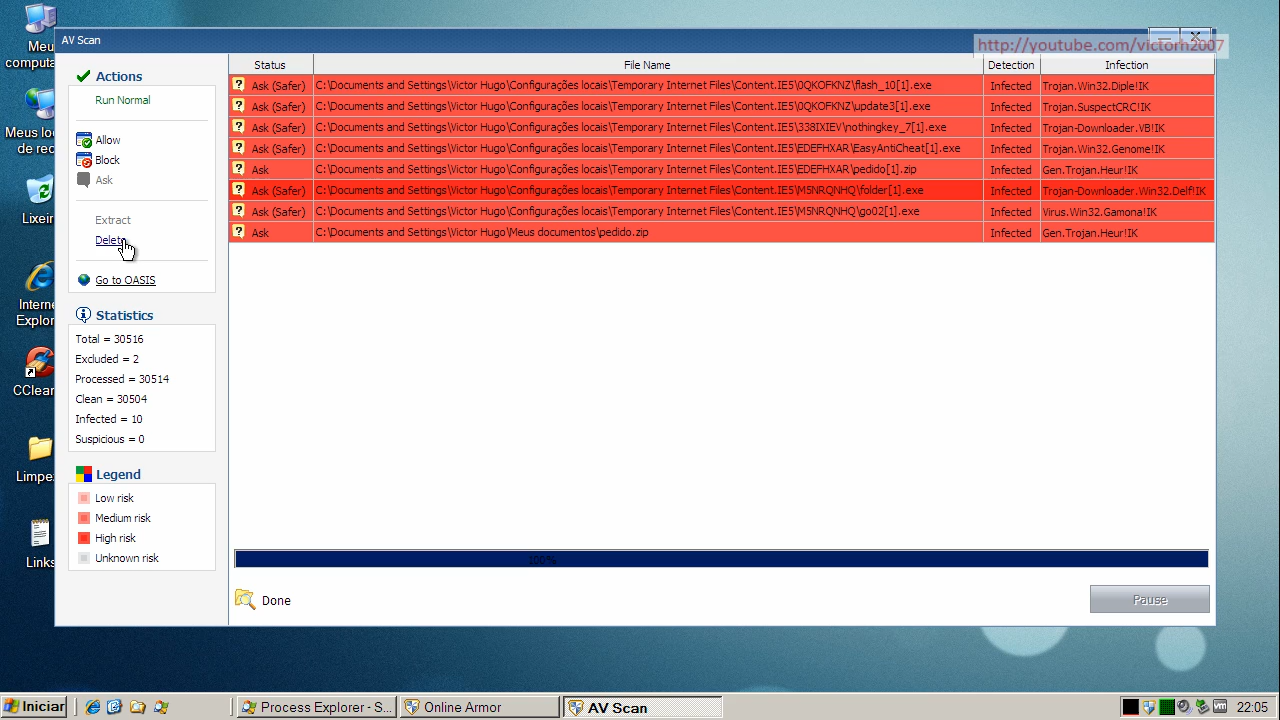 Meu
computa
Meus loc
de rec
Lixeir
Intern
Explor
CClean
Limpez
Links
AV Scan
http://youtube.com/victorh2007
Actions
Run Normal
Allow
Block
Ask
Extract
Delete
Go to OASIS
Statistics
Total = 30516
Excluded = 2
Processed = 30514
Clean = 30504
Infected = 10
Suspicious = 0
Legend
Low risk
Medium risk
High risk
Unknown risk
Status File Name Detection Infection
Ask (Safer) C:\Documents and Settings\Victor Hugo\Configurações locais\Temporary Internet Files\Content.IE5\0QKOFKNZ\flash_10[1].exe Infected Trojan.Win32.Diple!IK
Ask (Safer) C:\Documents and Settings\Victor Hugo\Configurações locais\Temporary Internet Files\Content.IE5\0QKOFKNZ\update3[1].exe Infected Trojan.SuspectCRC!IK
Ask (Safer) C:\Documents and Settings\Victor Hugo\Configurações locais\Temporary Internet Files\Content.IE5\338IXIEV\nothingkey_7[1].exe Infected Trojan-Downloader.VB!IK
Ask (Safer) C:\Documents and Settings\Victor Hugo\Configurações locais\Temporary Internet Files\Content.IE5\EDEFHXAR\EasyAntiCheat[1].exe Infected Trojan.Win32.Genome!IK
Ask C:\Documents and Settings\Victor Hugo\Configurações locais\Temporary Internet Files\Content.IE5\EDEFHXAR\pedido[1].zip Infected Gen.Trojan.Heur!IK
Ask (Safer) C:\Documents and Settings\Victor Hugo\Configurações locais\Temporary Internet Files\Content.IE5\M5NRQNHQ\folder[1].exe Infected Trojan-Downloader.Win32.Delf!IK
Ask (Safer) C:\Documents and Settings\Victor Hugo\Configurações locais\Temporary Internet Files\Content.IE5\M5NRQNHQ\go02[1].exe Infected Virus.Win32.Gamona!IK
Ask C:\Documents and Settings\Victor Hugo\Meus documentos\pedido.zip Infected Gen.Trojan.Heur!IK
100%
Done
Pause
Iniciar
Process Explorer - S...
Online Armor
AV Scan
vm
22:05